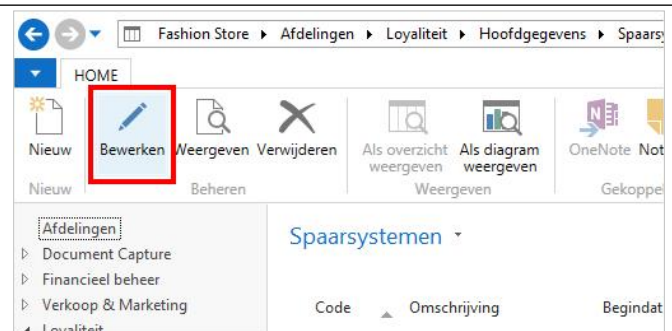 Fashion Store ▸ Afdelingen ▸ Loyaliteit ▸ Hoofdgegevens ▸
HOME
Nieuw Bewerken Weergeven Verwijderen Als overzicht weergeven Als diagram weergeven OneNote
Nieuw Beheren Weergeven
Afdelingen
Document Capture
Financieel beheer
Verkoop & Marketing
Loyaliteit
Spaarsystemen
Code Omschrijving